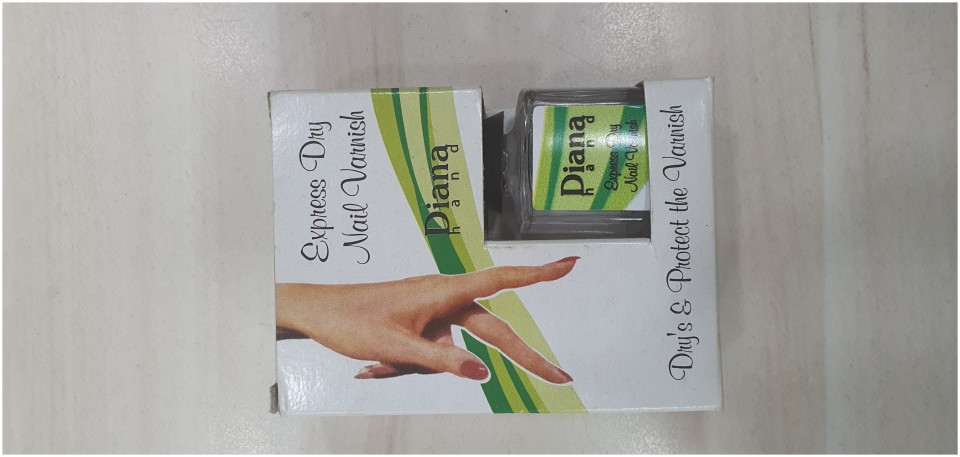 Express Dry
Nail Varnish
Diana
hand
Diana
hand
Express Dry
Nail Varnish
Dry's & Protect the Varnish